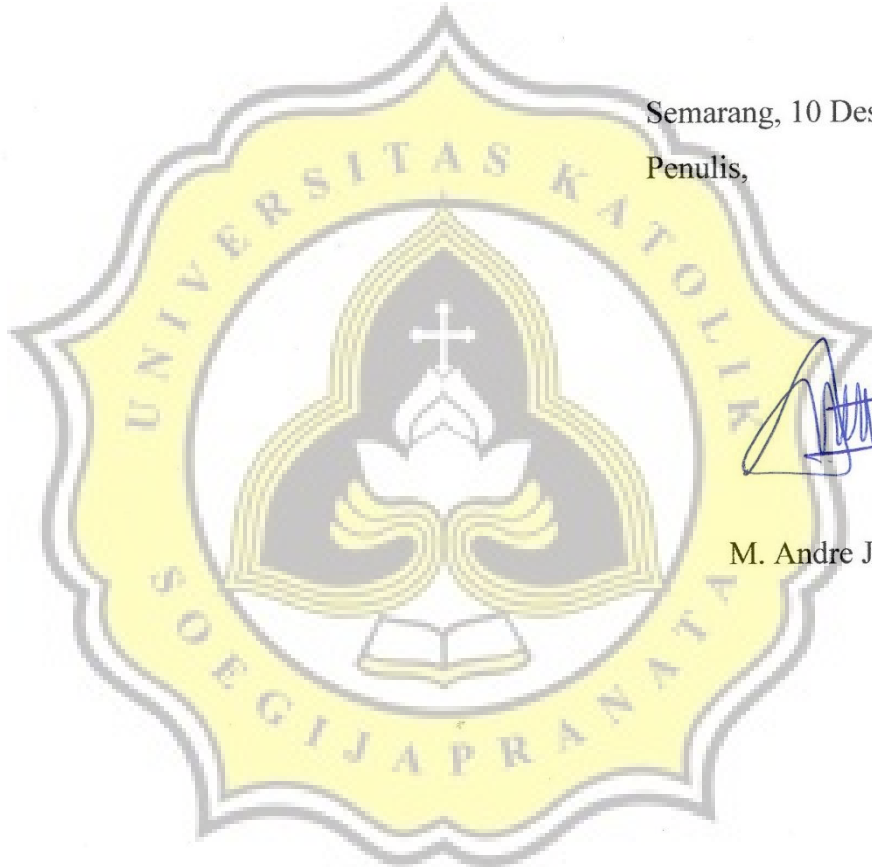 Semarang, 10 Des
Penulis,
UNIVERSITAS KATOLIK
SOEGIJAPRANATA
M. Andre J